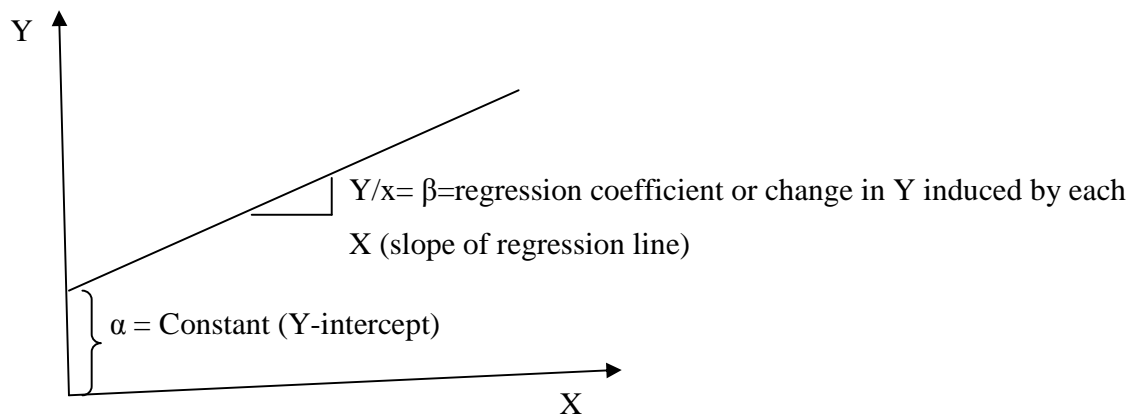 Y
Y/x= β=regression coefficient or change in Y induced by each
X (slope of regression line)
α = Constant (Y-intercept)
X